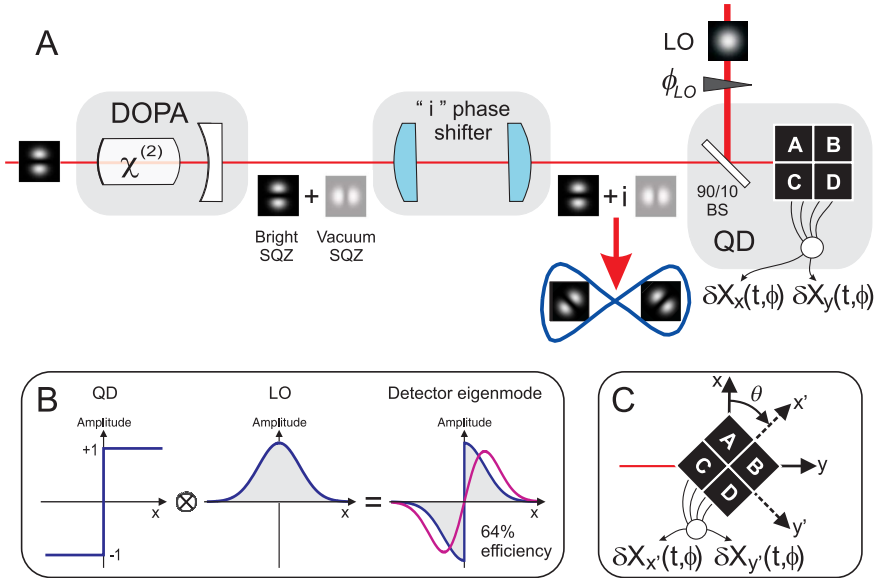 A
DOPA
χ(2)
Bright
SQZ
+
Vacuum
SQZ
“ i ” phase
shifter
+ i
LO
ϕLO
90/10
BS
A B
C D
QD
δXx(t,ϕ) δXy(t,ϕ)
B
QD
Amplitude
+1
-1
x
⊗
LO
Amplitude
x
=
Detector eigenmode
Amplitude
x
64%
efficiency
C
x
θ
x'
A
C B
D
y
y'
δXx'(t,ϕ) δXy'(t,ϕ)